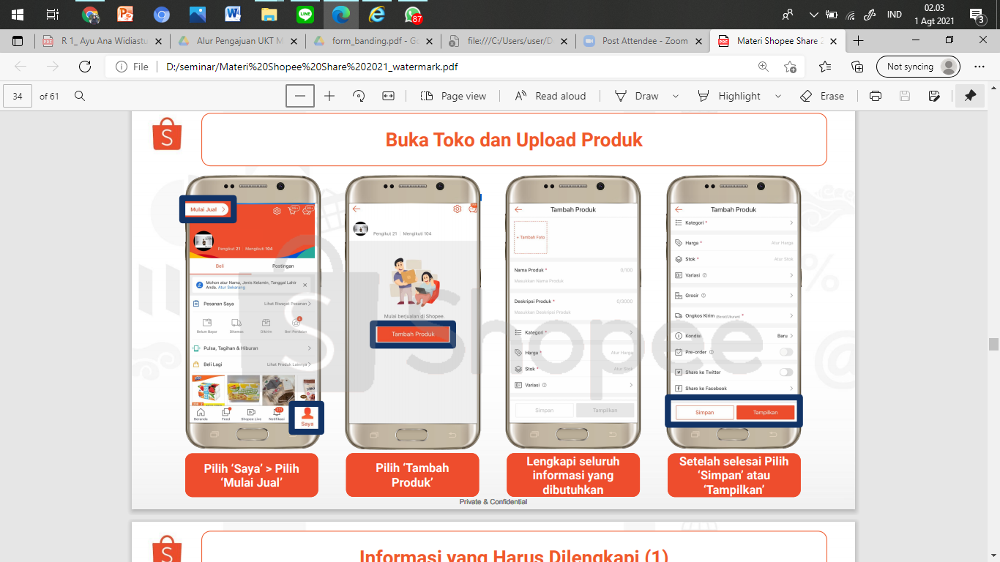 87
IND
02.03
1 Agt 2021
3
R 1_ Ayu Ana Widiastu
Alur Pengajuan UKT M
form_banding.pdf - Go
file:///C:/Users/user/D
Post Attendee - Zoom
Materi Shopee Share 2
File
D:/seminar/Materi%20Shopee%20Share%202021_watermark.pdf
Not syncing
34
of 61
Page view
Read aloud
Draw
Highlight
Erase
Buka Toko dan Upload Produk
Mulai Jual
Pengikut 21
Mengikuti 104
Beli
Postingan
Mohon atur Nama, Jenis Kelamin, Tanggal Lahir
Anda. Atur Sekarang
Pesanan Saya
Lihat Riwayat Pesanan
Belum Bayar
Dikemas
Dikirim
Beri Penilaian
Pulsa, Tagihan & Hiburan
Beli Lagi
Lihat Produk Lainnya
Beranda
Feed
Shopee Live
Notifikasi
Saya
Pilih ‘Saya’ > Pilih
‘Mulai Jual’
Pengikut 21
Mengikuti 104
Mulai berjualan di Shopee.
Tambah Produk
Pilih ‘Tambah
Produk’
Tambah Produk
+ Tambah Foto
Nama Produk *
0/100
Masukkan Nama Produk
Deskripsi Produk *
0/3000
Masukkan Deskripsi Produk
Kategori *
Harga *
Atur Harga
Stok *
Atur Stok
Variasi
Simpan
Tampilkan
Lengkapi seluruh
informasi yang
dibutuhkan
Tambah Produk
Kategori *
Harga *
Atur Harga
Stok *
Atur Stok
Variasi
Grosir
Ongkos Kirim (Berat/Ukuran) *
Kondisi
Baru
Pre-order
Share ke Twitter
Share ke Facebook
Simpan
Tampilkan
Setelah selesai Pilih
‘Simpan’ atau
‘Tampilkan’
Shopee
Private & Confidential
Informasi yang Harus Dilengkapi (1)